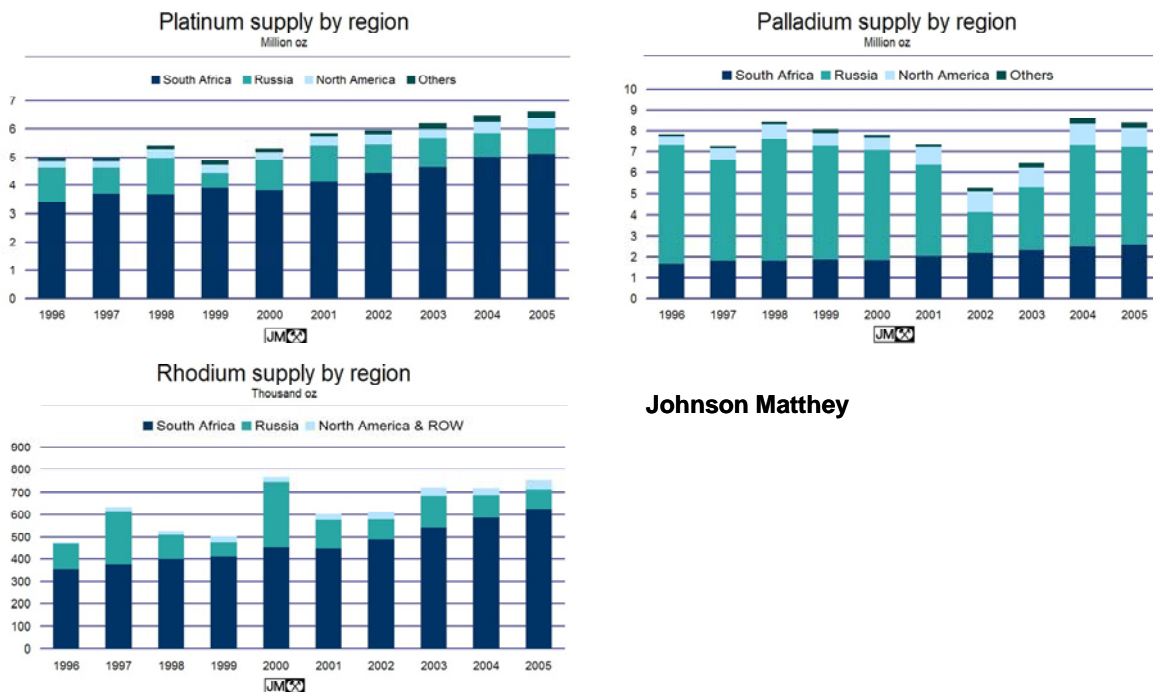 Platinum supply by region
Million oz
South Africa Russia North America Others
7
6
5
4
3
2
1
0
1996 1997 1998 1999 2000 2001 2002 2003 2004 2005
JM
Palladium supply by region
Million oz
South Africa Russia North America Others
10
9
8
7
6
5
4
3
2
1
0
1996 1997 1998 1999 2000 2001 2002 2003 2004 2005
JM
Rhodium supply by region
Thousand oz
South Africa Russia North America & ROW
900
800
700
600
500
400
300
200
100
0
1996 1997 1998 1999 2000 2001 2002 2003 2004 2005
JM
Johnson Matthey